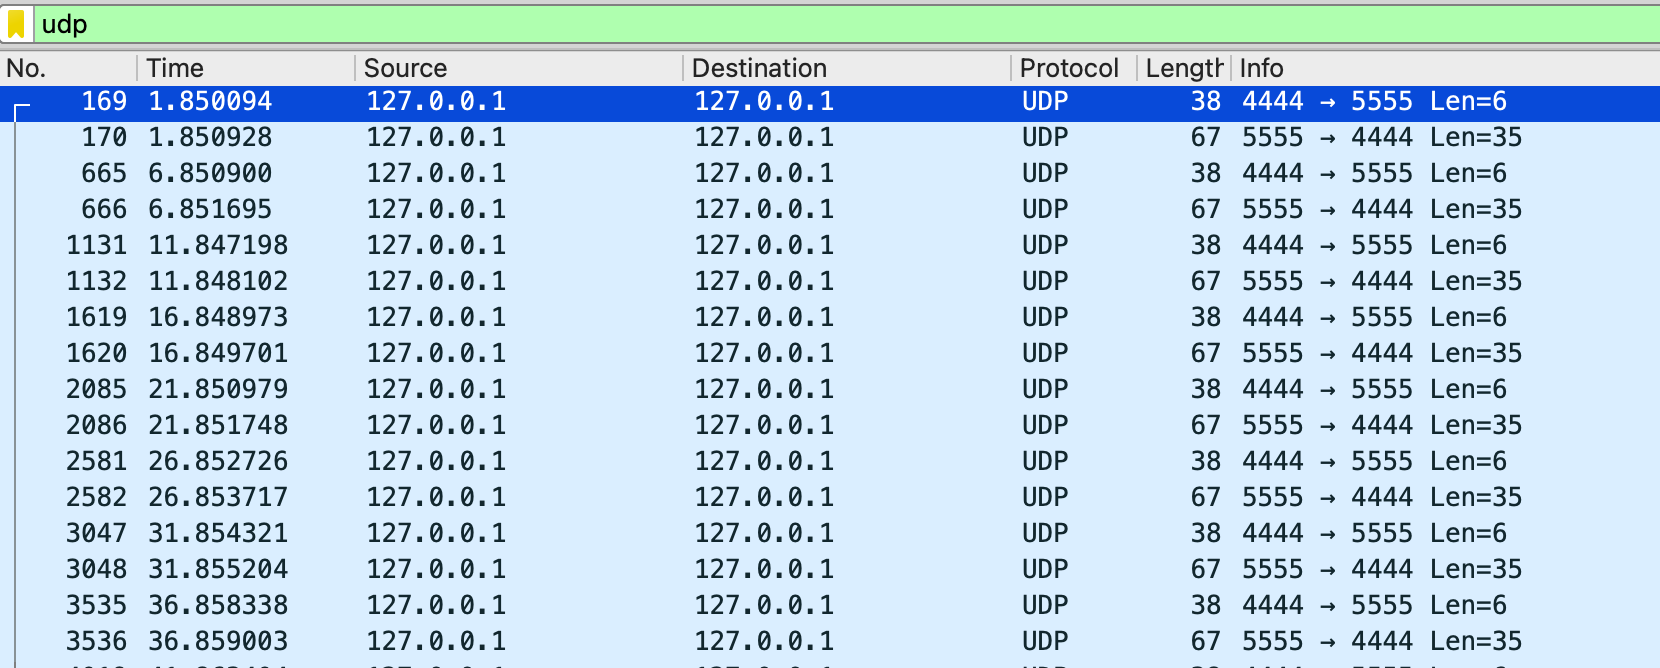 udp
No. Time Source Destination Protocol Length Info
169 1.850094 127.0.0.1 127.0.0.1 UDP 38 4444 → 5555 Len=6
170 1.850928 127.0.0.1 127.0.0.1 UDP 67 5555 → 4444 Len=35
665 6.850900 127.0.0.1 127.0.0.1 UDP 38 4444 → 5555 Len=6
666 6.851695 127.0.0.1 127.0.0.1 UDP 67 5555 → 4444 Len=35
1131 11.847198 127.0.0.1 127.0.0.1 UDP 38 4444 → 5555 Len=6
1132 11.848102 127.0.0.1 127.0.0.1 UDP 67 5555 → 4444 Len=35
1619 16.848973 127.0.0.1 127.0.0.1 UDP 38 4444 → 5555 Len=6
1620 16.849701 127.0.0.1 127.0.0.1 UDP 67 5555 → 4444 Len=35
2085 21.850979 127.0.0.1 127.0.0.1 UDP 38 4444 → 5555 Len=6
2086 21.851748 127.0.0.1 127.0.0.1 UDP 67 5555 → 4444 Len=35
2581 26.852726 127.0.0.1 127.0.0.1 UDP 38 4444 → 5555 Len=6
2582 26.853717 127.0.0.1 127.0.0.1 UDP 67 5555 → 4444 Len=35
3047 31.854321 127.0.0.1 127.0.0.1 UDP 38 4444 → 5555 Len=6
3048 31.855204 127.0.0.1 127.0.0.1 UDP 67 5555 → 4444 Len=35
3535 36.858338 127.0.0.1 127.0.0.1 UDP 38 4444 → 5555 Len=6
3536 36.859003 127.0.0.1 127.0.0.1 UDP 67 5555 → 4444 Len=35